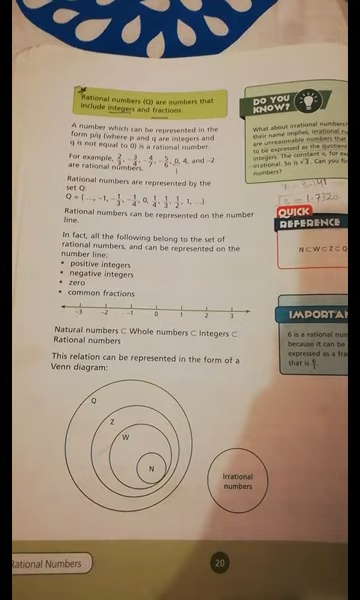 Rational numbers (Q) are numbers that
include integers and fractions.
A number which can be represented in the
form p/q (where p and q are integers and
q is not equal to 0) is a rational number.
For example, 2/3, -3/4, -4/7, -5/9, 0, 4, and -2
are rational numbers.
Rational numbers are represented by the
set Q:
Q = { ..., -1, -1/3, -1/4, 0, 1/4, 1/3, 1/2, 1, ...}.
Rational numbers can be represented on the number
line.
In fact, all the following belong to the set of
rational numbers, and can be represented on the
number line:
• positive integers
• negative integers
• zero
• common fractions
-3 -2 -1 0 1 2 3
Natural numbers ⊂ Whole numbers ⊂ Integers ⊂
Rational numbers
This relation can be represented in the form of a
Venn diagram:
Q
Z
W
N
Irrational
numbers
DO YOU
KNOW?
What about irrational numbers
their name implies, irrational
are unreasonable numbers that
to be expressed as the quotient
integers. The constant π, for
irrational. So is √3. Can you
numbers?
= 1.7320
QUICK
REFERENCE
N⊂W⊂Z⊂Q
IMPORTAN
6 is a rational
because it can be
expressed as a
that is 6/1.
ational Numbers
20